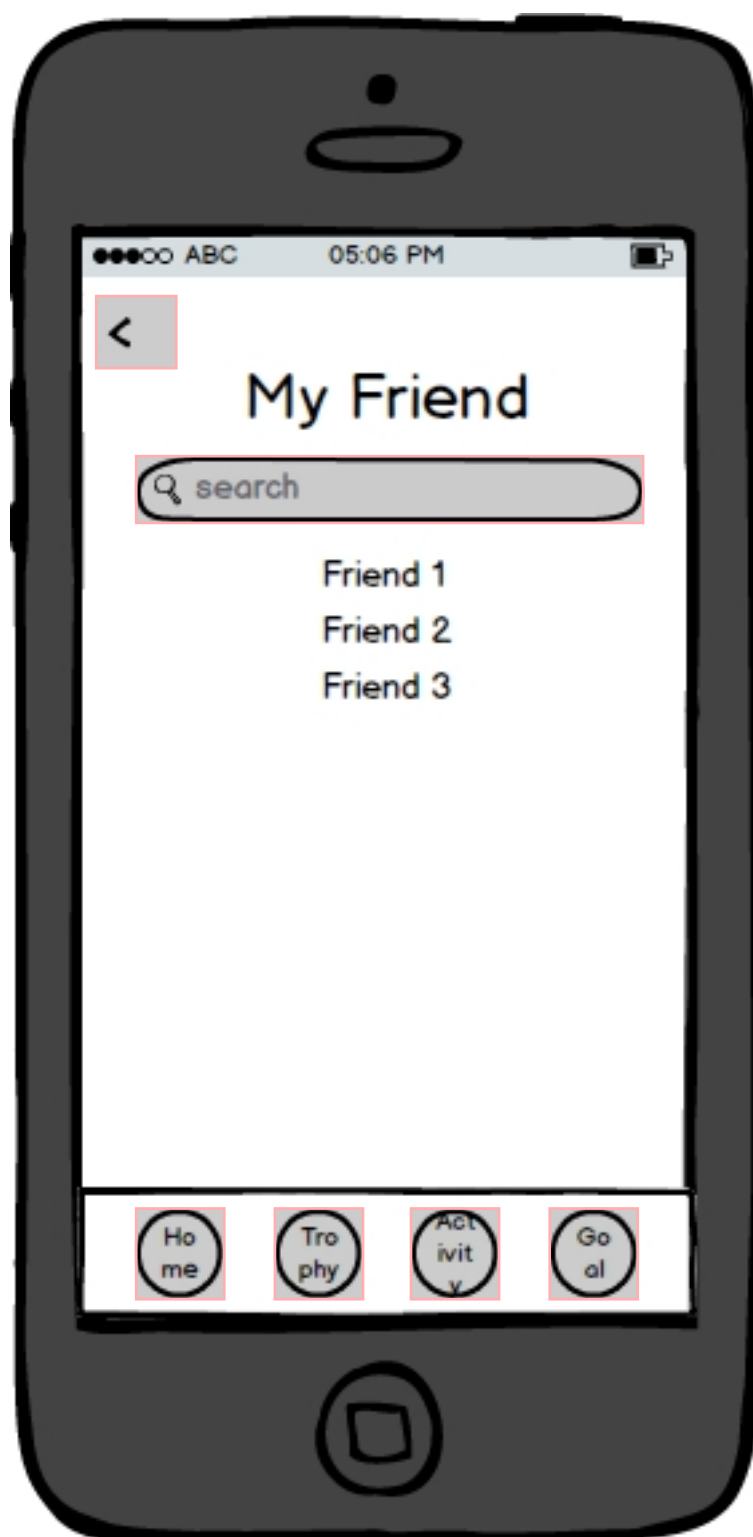 ABC 05:06 PM
<
My Friend
search
Friend 1
Friend 2
Friend 3
Ho
me
Tro
phy
Act
ivit
y
Go
al